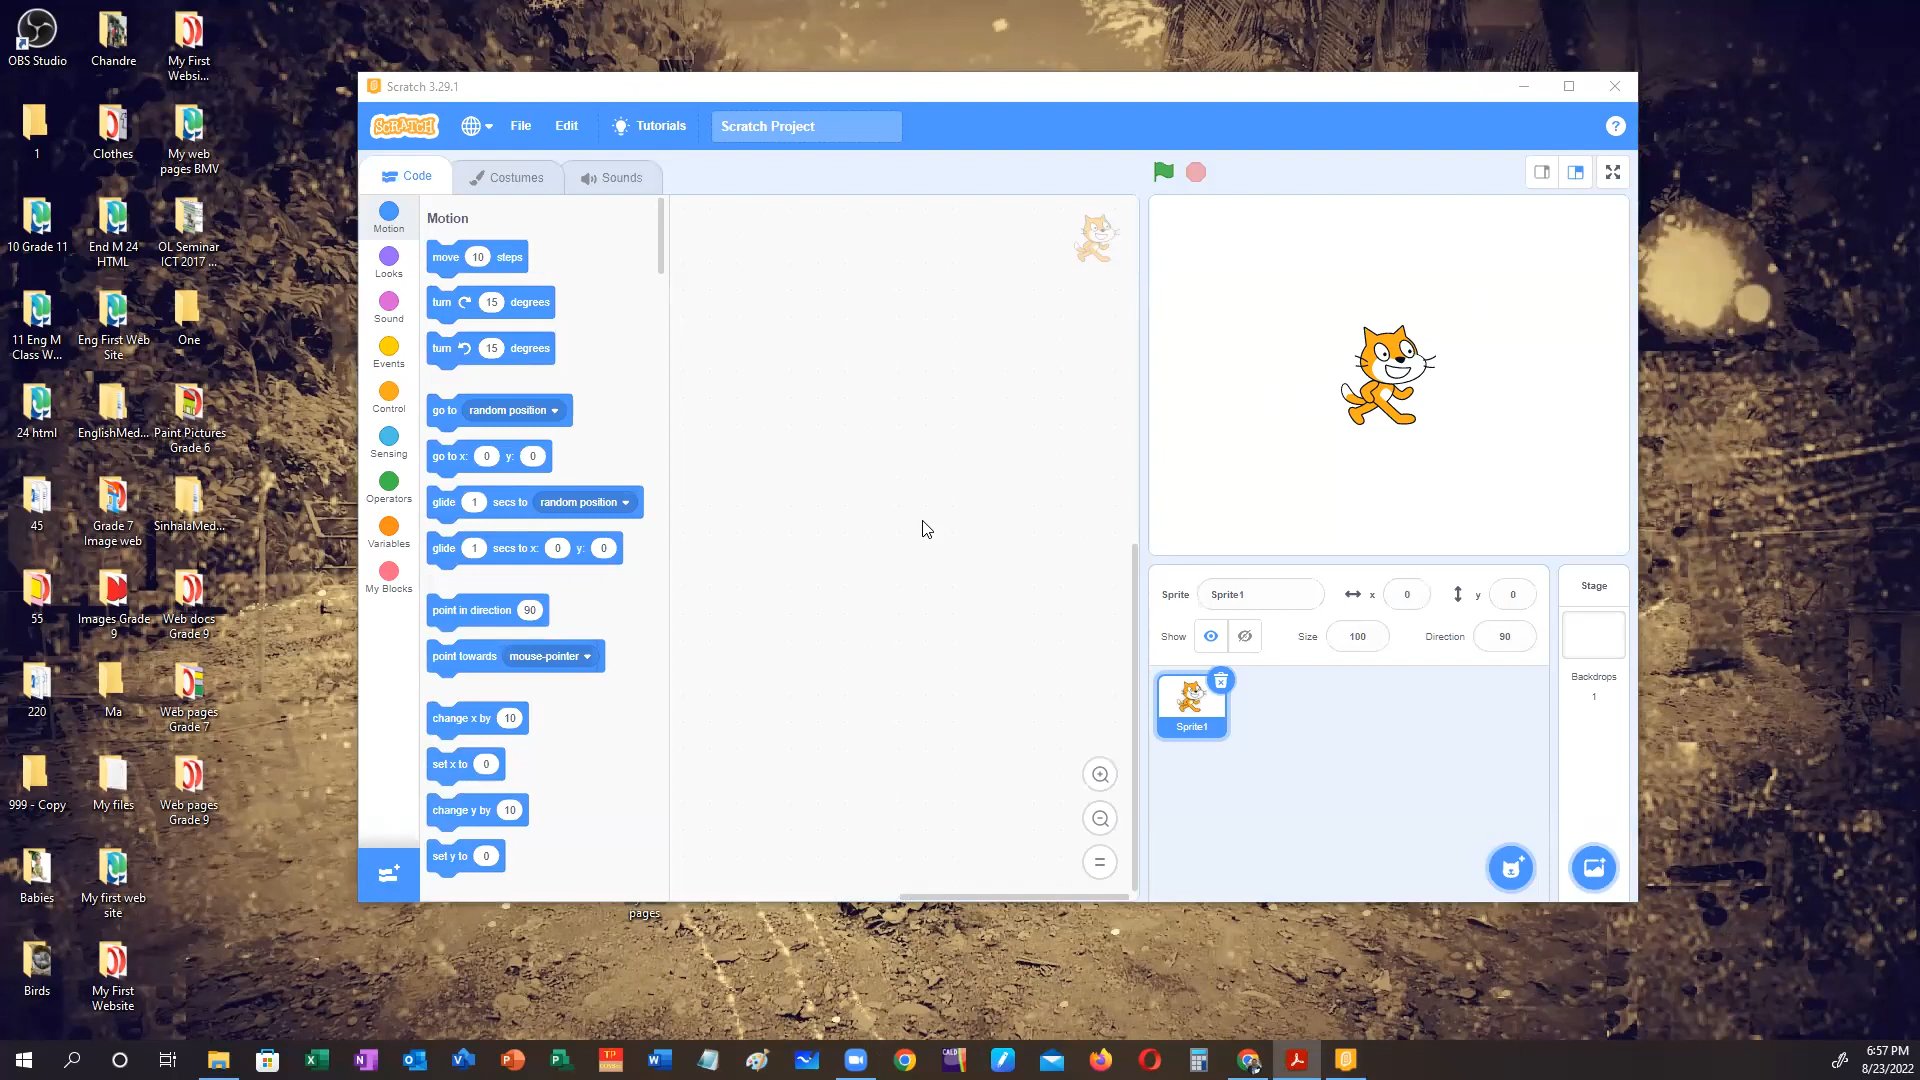 OBS Studio
Chandre
My First
Websi...
1
Clothes
My web
pages BMV
10 Grade 11
End M 24
HTML
OL Seminar
ICT 2017 ...
11 Eng M
Class W...
Eng First Web
Site
One
24 html
EnglishMed...
Paint Pictures
Grade 6
45
Grade 7
Image web
SinhalaMed...
55
Images Grade
9
Web docs
Grade 9
220
Ma
Web pages
Grade 7
999 - Copy
My files
Web pages
Grade 9
Babies
My first web
site
Birds
My First
Website
pages
Scratch 3.29.1
SCRATCH
File
Edit
Tutorials
Scratch Project
?
Code
Costumes
Sounds
Motion
Looks
Sound
Events
Control
Sensing
Operators
Variables
My Blocks
Motion
move 10 steps
turn 15 degrees
turn 15 degrees
go to random position
go to x: 0 y: 0
glide 1 secs to random position
glide 1 secs to x: 0 y: 0
point in direction 90
point towards mouse-pointer
change x by 10
set x to 0
change y by 10
set y to 0
Sprite Sprite1 x 0 y 0
Show Size 100 Direction 90
Sprite1
Stage
Backdrops
1
CALD
6:57 PM
8/23/2022